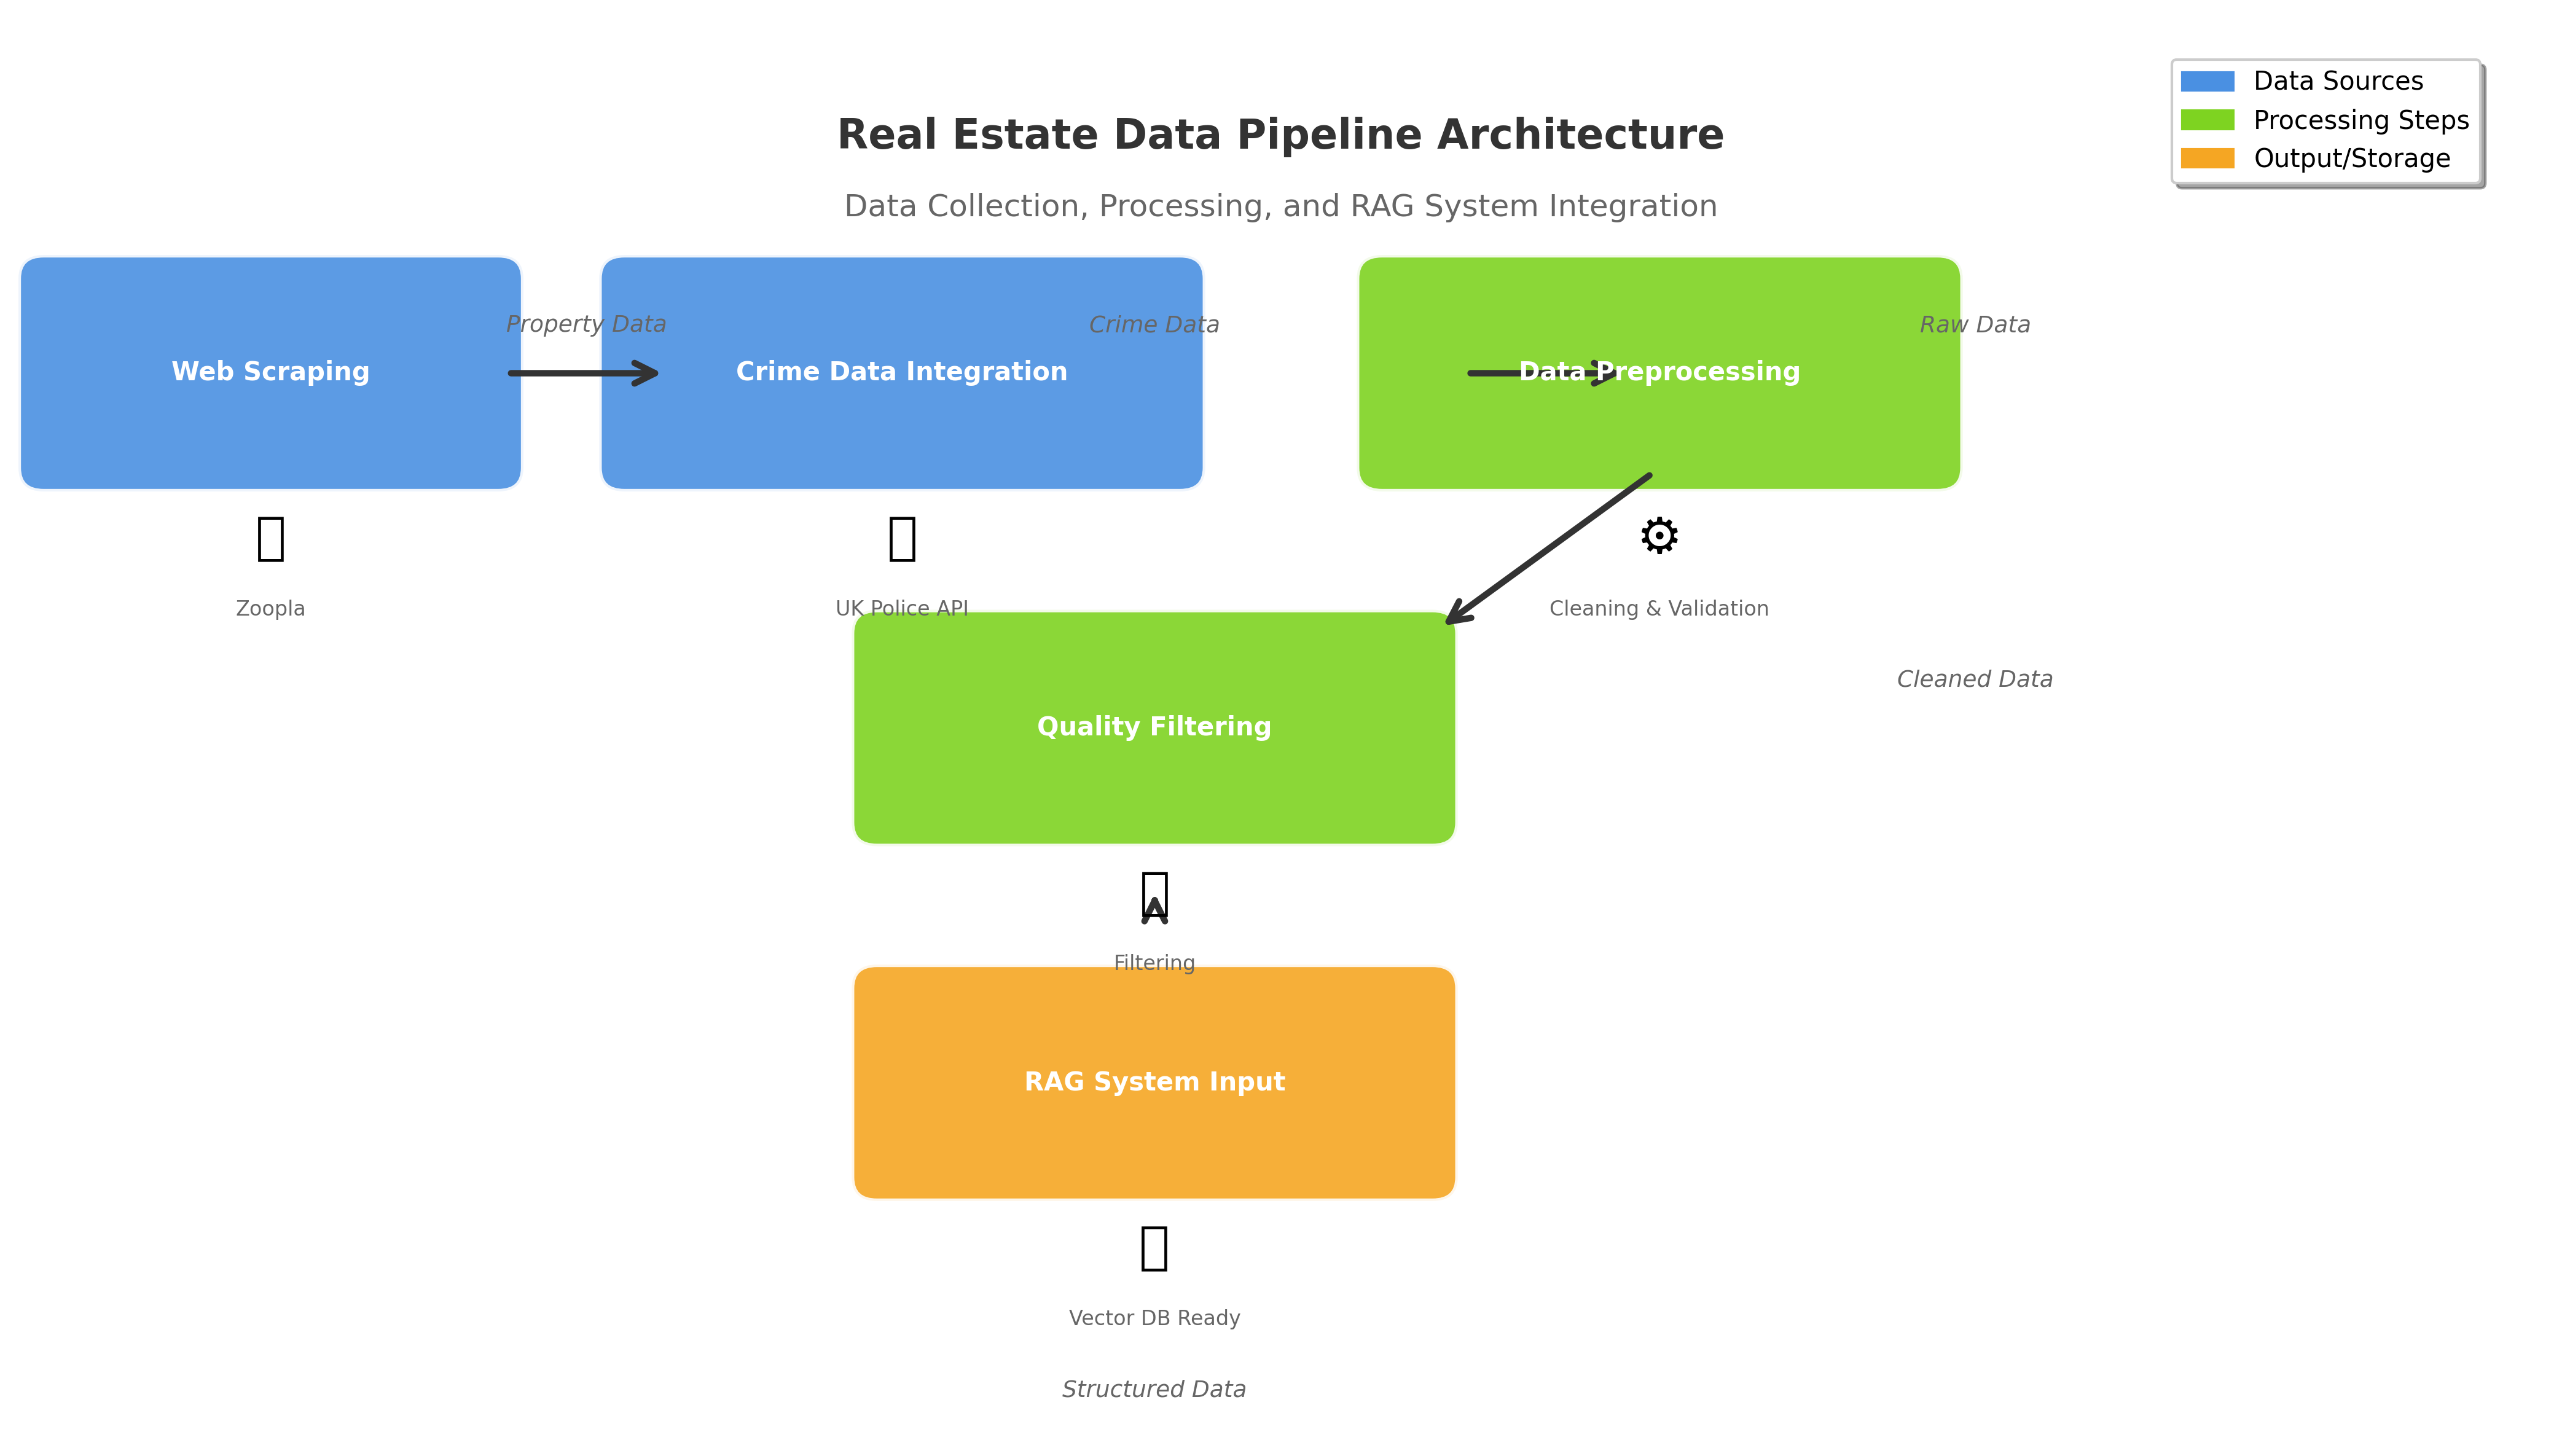 Data Sources
Processing Steps
Output/Storage
Real Estate Data Pipeline Architecture
Data Collection, Processing, and RAG System Integration
Property Data
Crime Data
Raw Data
Web Scraping
Crime Data Integration
Data Preprocessing
Zoopla
UK Police API
Cleaning & Validation
Cleaned Data
Quality Filtering
Filtering
RAG System Input
Vector DB Ready
Structured Data